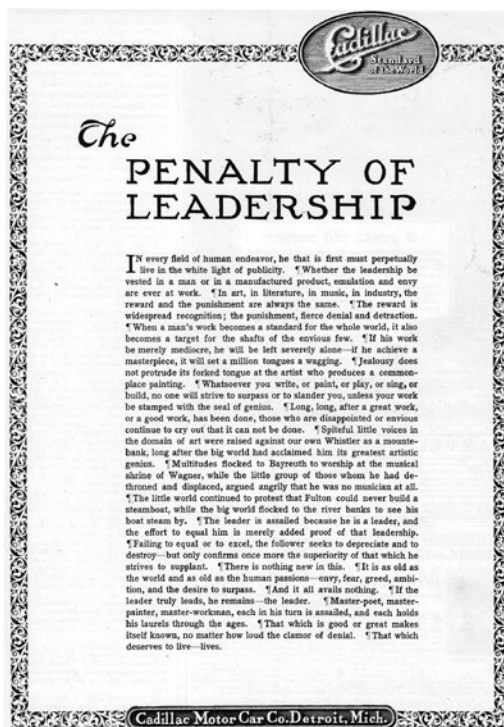 Cadillac
Standard
of the World
The
PENALTY OF
LEADERSHIP
IN every field of human endeavor, he that is first must perpetually
live in the white light of publicity. ¶Whether the leadership be
vested in a man or in a manufactured product, emulation and envy
are ever at work. ¶In art, in literature, in music, in industry, the
reward and the punishment are always the same. ¶The reward is
widespread recognition; the punishment, fierce denial and detraction.
¶When a man's work becomes a standard for the whole world, it also
becomes a target for the shafts of the envious few. ¶If his work
be merely mediocre, he will be left severely alone—if he achieve a
masterpiece, it will set a million tongues a wagging. ¶Jealousy does
not protrude its forked tongue at the artist who produces a common-
place painting. ¶Whatsoever you write, or paint, or play, or sing, or
build, no one will strive to surpass or to slander you, unless your work
be stamped with the seal of genius. ¶Long, long, after a great work,
or a good work, has been done, those who are disappointed or envious
continue to cry out that it can not be done. ¶Spiteful little voices in
the domain of art were raised against our own Whistler as a mounte-
bank, long after the big world had acclaimed him its greatest artistic
genius. ¶Multitudes flocked to Bayreuth to worship at the musical
shrine of Wagner, while the little group of those whom he had de-
throned and displaced, argued angrily that he was no musician at all.
¶The little world continued to protest that Fulton could never build a
steamboat, while the big world flocked to the river banks to see his
boat steam by. ¶The leader is assailed because he is a leader, and
the effort to equal him is merely added proof of that leadership.
¶Failing to equal or to excel, the follower seeks to depreciate and to
destroy—but only confirms once more the superiority of that which he
strives to supplant. ¶There is nothing new in this. ¶It is as old as
the world and as old as the human passions—envy, fear, greed, ambi-
tion, and the desire to surpass. ¶And it all avails nothing. ¶If the
leader truly leads, he remains—the leader. ¶Master-poet, master-
painter, master-workman, each in his turn is assailed, and each holds
his laurels through the ages. ¶That which is good or great makes
itself known, no matter how loud the clamor of denial. ¶That which
deserves to live—lives.
Cadillac Motor Car Co. Detroit, Mich.